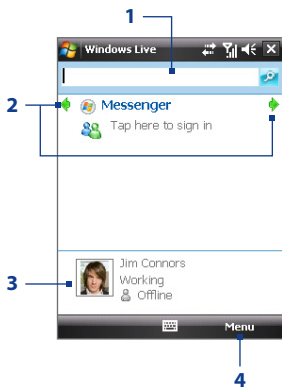 1
Windows Live
2
Messenger
Tap here to sign in
3
Jim Connors
Working
Offline
Menu
4